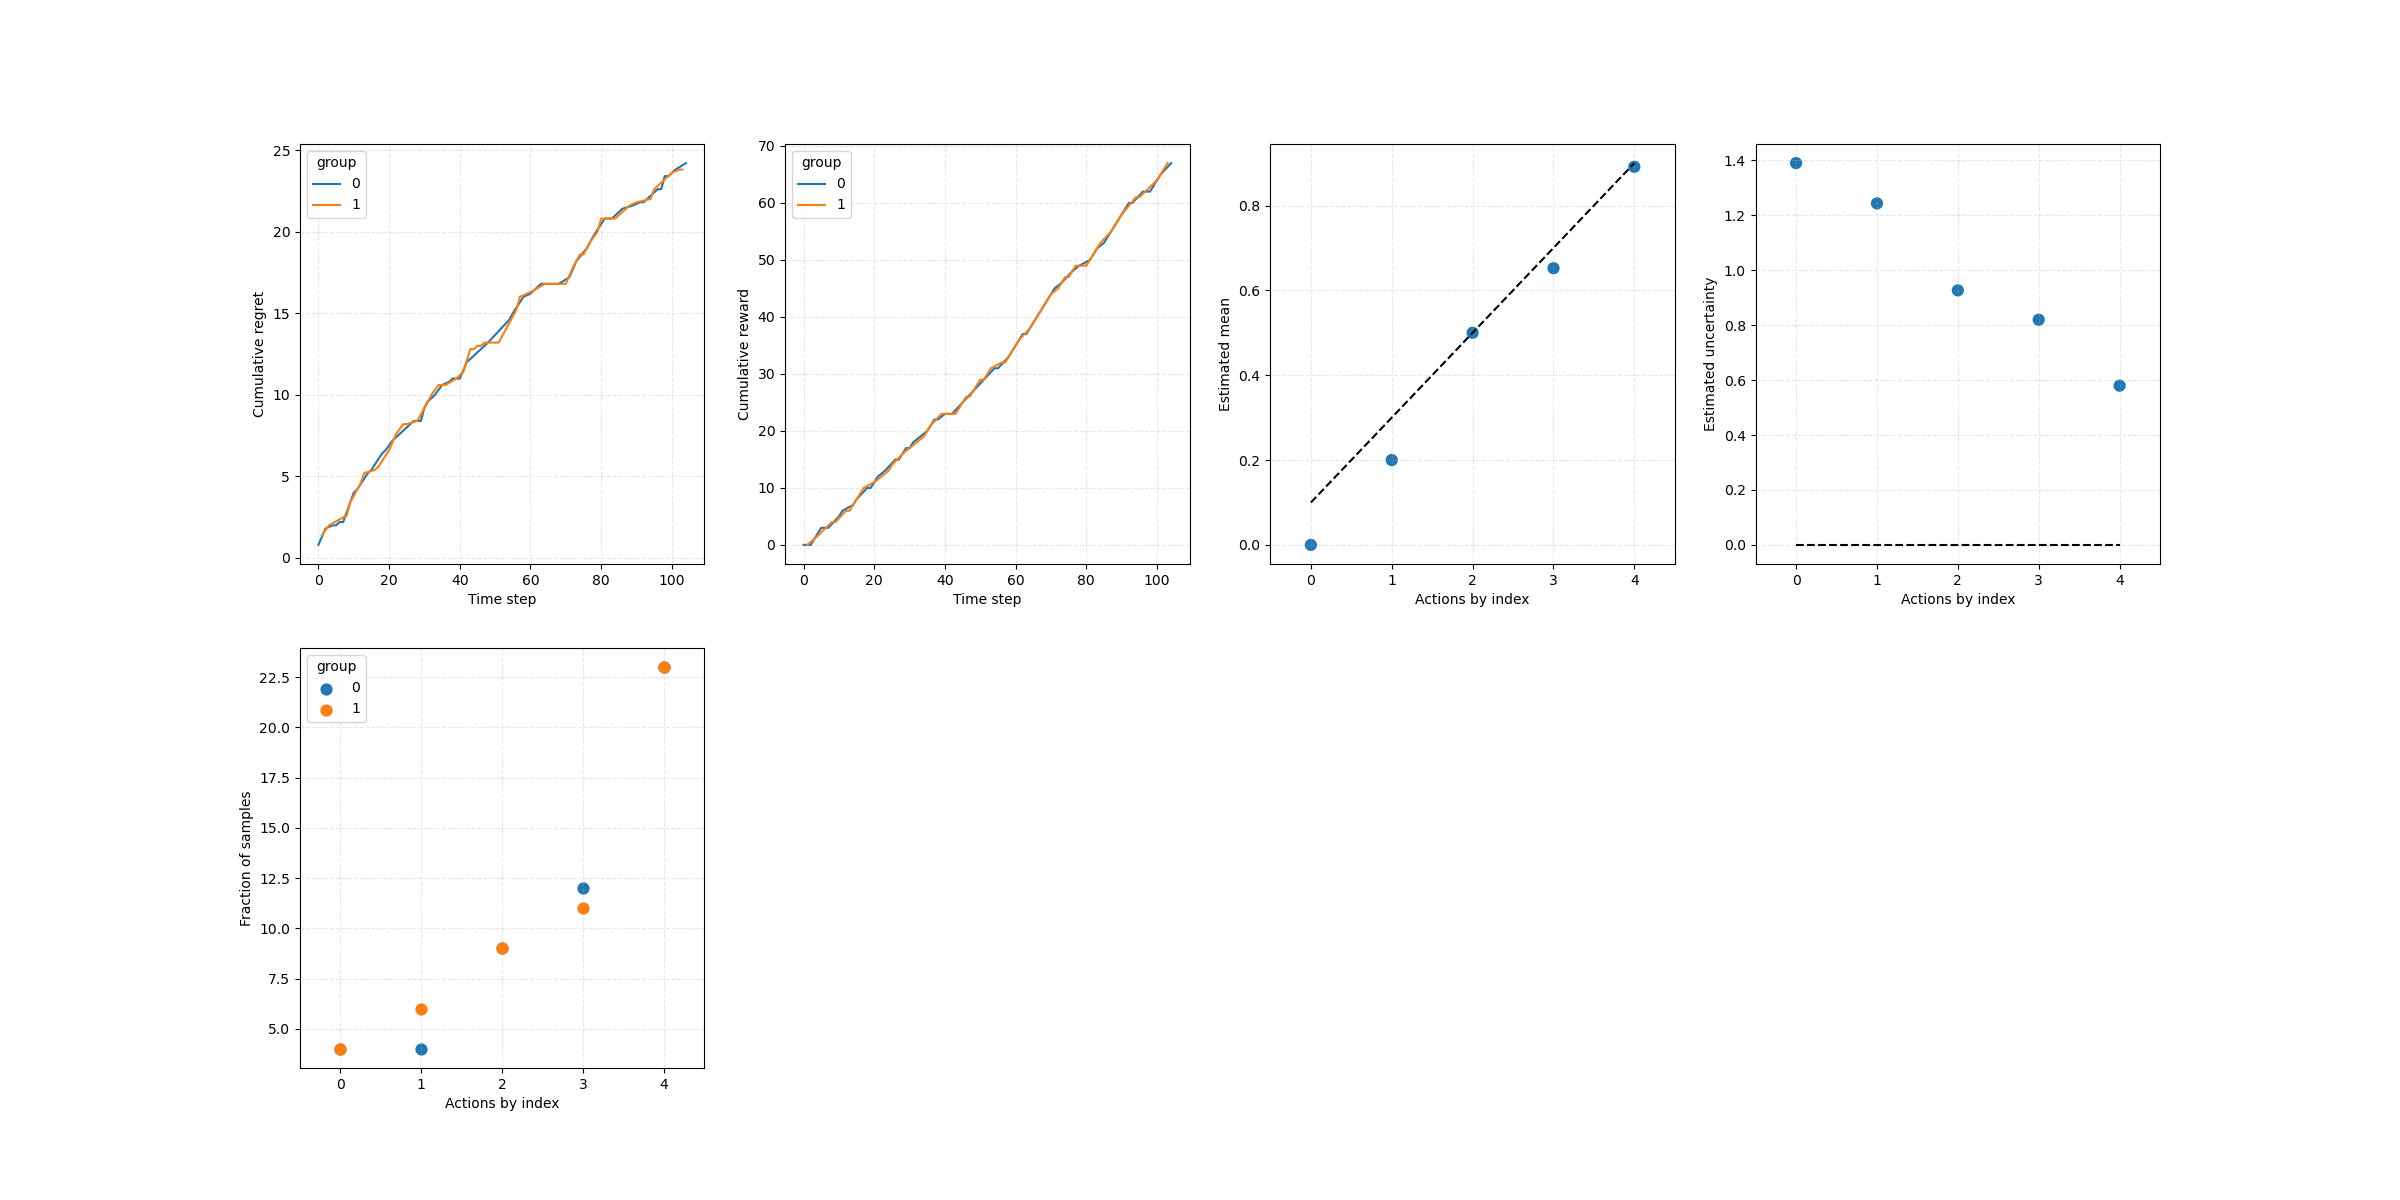 group
0
1
25
20
15
10
5
0
Cumulative regret
0 20 40 60 80 100
Time step
group
0
1
70
60
50
40
30
20
10
0
Cumulative reward
0 20 40 60 80 100
Time step
0.8
0.6
0.4
0.2
0.0
Estimated mean
0 1 2 3 4
Actions by index
1.4
1.2
1.0
0.8
0.6
0.4
0.2
0.0
Estimated uncertainty
0 1 2 3 4
Actions by index
group
0
1
22.5
20.0
17.5
15.0
12.5
10.0
7.5
5.0
Fraction of samples
0 1 2 3 4
Actions by index